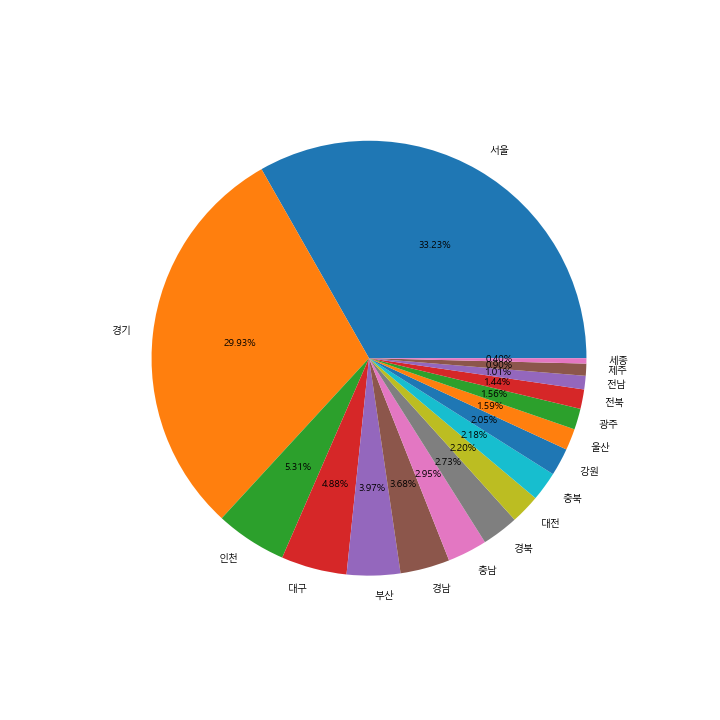 서울
33.23%
경기
29.93%
인천
5.31%
대구
4.88%
부산
3.97%
경남
3.68%
충남
2.95%
경북
2.73%
대전
2.20%
충북
2.18%
강원
2.05%
울산
1.59%
광주
1.56%
전북
1.44%
전남
1.01%
제주
0.90%
세종
0.40%